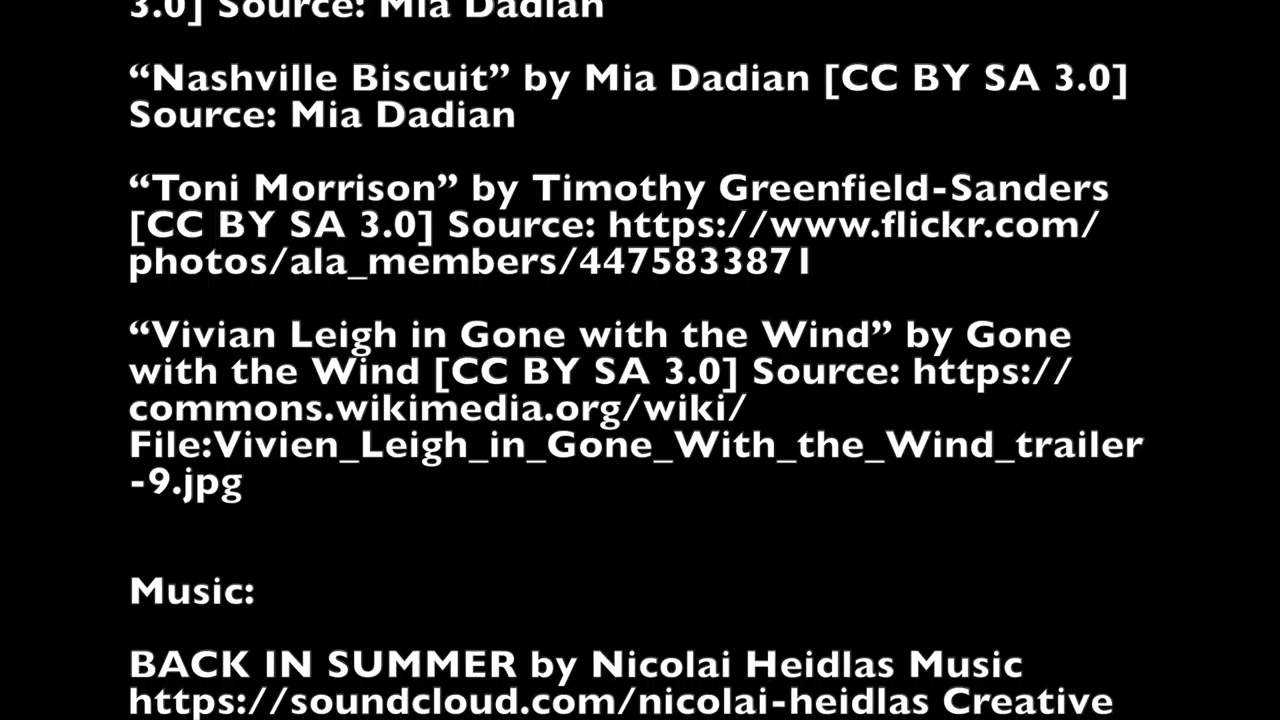 3.0] Source: Mia Dadian
“Nashville Biscuit” by Mia Dadian [CC BY SA 3.0]
Source: Mia Dadian
“Toni Morrison” by Timothy Greenfield-Sanders
[CC BY SA 3.0] Source: https://www.flickr.com/
photos/ala_members/4475833871
“Vivian Leigh in Gone with the Wind” by Gone
with the Wind [CC BY SA 3.0] Source: https://
commons.wikimedia.org/wiki/
File:Vivien_Leigh_in_Gone_With_the_Wind_trailer
-9.jpg
Music:
BACK IN SUMMER by Nicolai Heidlas Music
https://soundcloud.com/nicolai-heidlas Creative